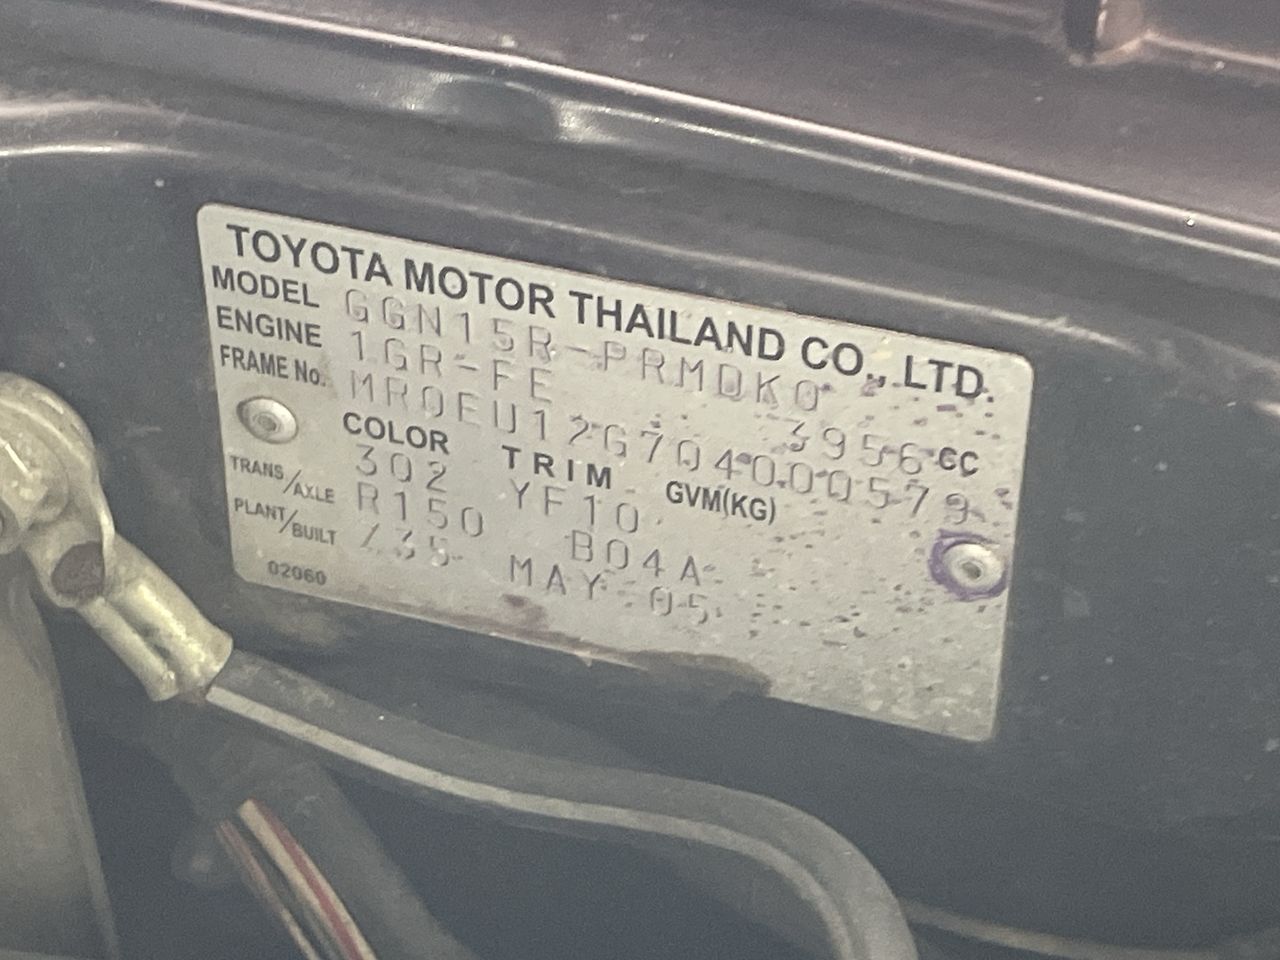 TOYOTA MOTOR THAILAND CO., LTD.
MODEL GGN15R-PRMDK0
ENGINE 1GR-FE 3956 CC
FRAME No. MR0EU12G704000579
COLOR TRIM GVM(KG)
302 YF10
TRANS/AXLE R150 B04A
PLANT/BUILT Z35 MAY-05
02060